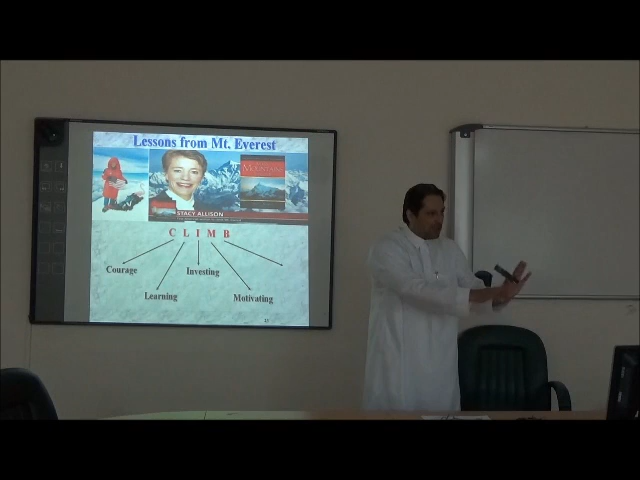 Lessons from Mt. Everest
STACY ALLISON
C L I M B
Courage
Investing
Learning
Motivating